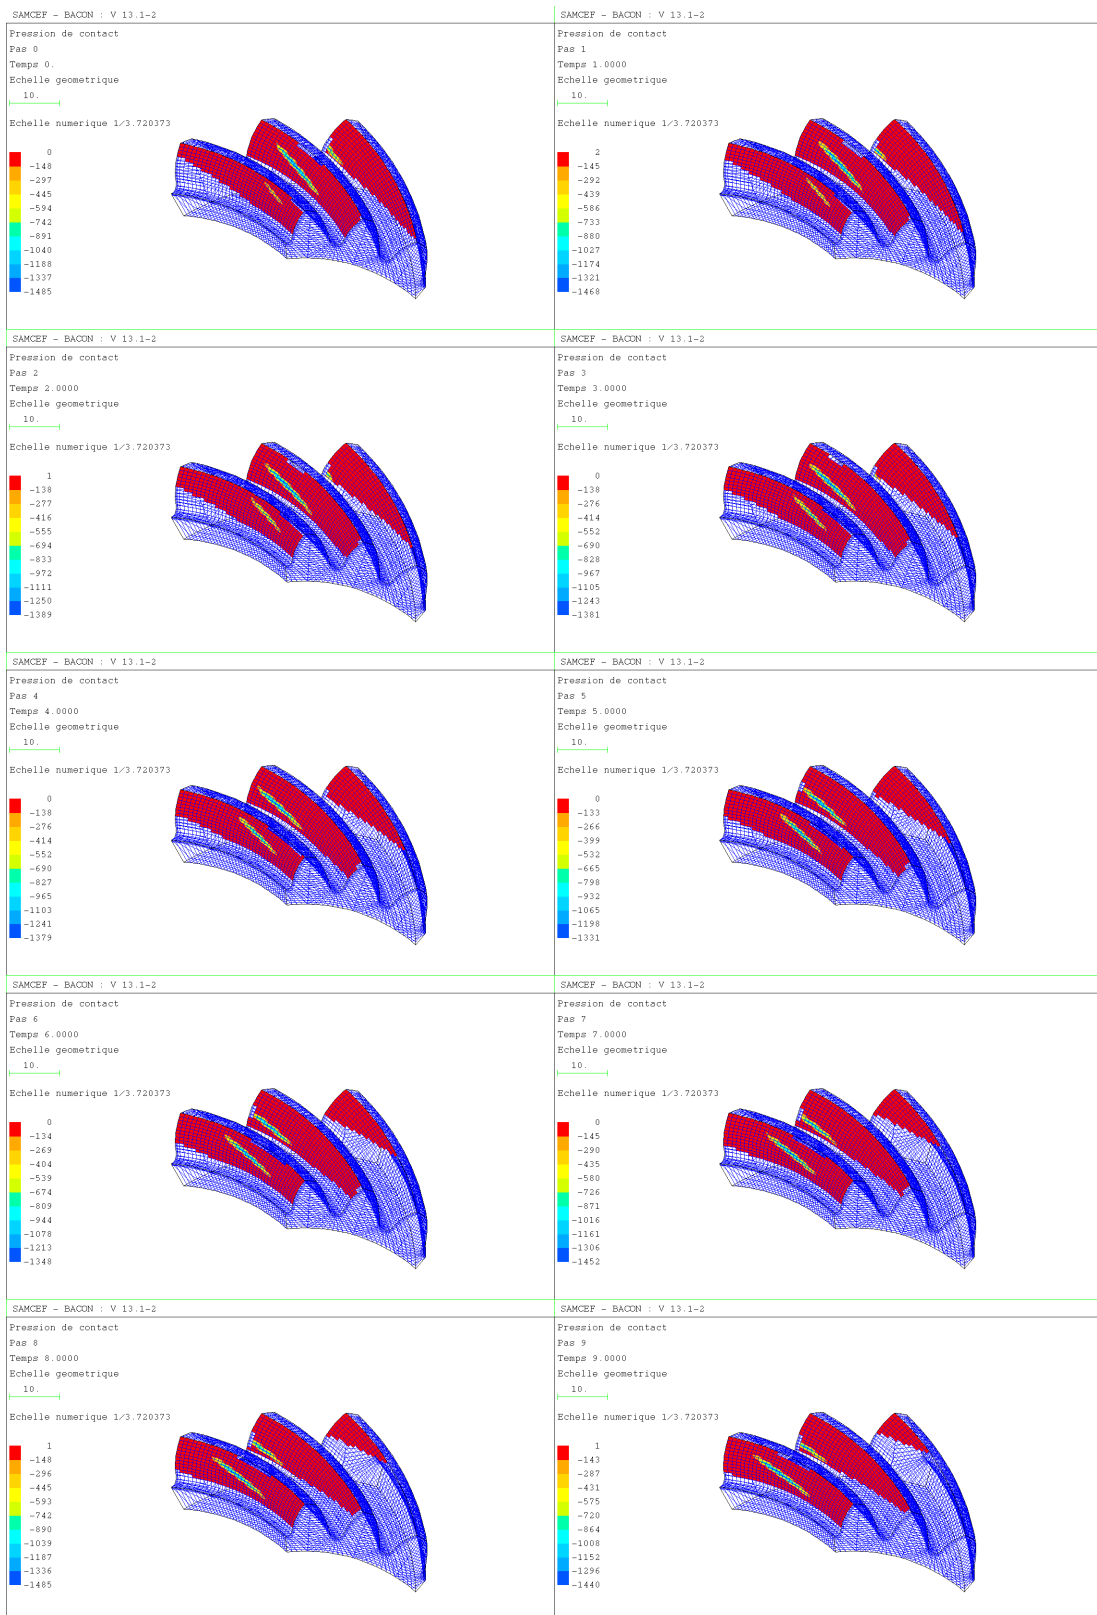 SAMCEF - BACON : V 13.1-2
Pression de contact
Pas 0
Temps 0.
Echelle geometrique
10.
Echelle numerique 1/3.720373
0
-148
-297
-445
-594
-742
-891
-1040
-1188
-1337
-1485
SAMCEF - BACON : V 13.1-2
Pression de contact
Pas 1
Temps 1.0000
Echelle geometrique
10.
Echelle numerique 1/3.720373
2
-145
-292
-439
-586
-733
-880
-1027
-1174
-1321
-1468
SAMCEF - BACON : V 13.1-2
Pression de contact
Pas 2
Temps 2.0000
Echelle geometrique
10.
Echelle numerique 1/3.720373
1
-138
-277
-416
-555
-694
-833
-972
-1111
-1250
-1389
SAMCEF - BACON : V 13.1-2
Pression de contact
Pas 3
Temps 3.0000
Echelle geometrique
10.
Echelle numerique 1/3.720373
0
-138
-276
-414
-552
-690
-828
-967
-1105
-1243
-1381
SAMCEF - BACON : V 13.1-2
Pression de contact
Pas 4
Temps 4.0000
Echelle geometrique
10.
Echelle numerique 1/3.720373
0
-138
-276
-414
-552
-690
-827
-965
-1103
-1241
-1379
SAMCEF - BACON : V 13.1-2
Pression de contact
Pas 5
Temps 5.0000
Echelle geometrique
10.
Echelle numerique 1/3.720373
0
-133
-266
-399
-532
-665
-798
-932
-1065
-1198
-1331
SAMCEF - BACON : V 13.1-2
Pression de contact
Pas 6
Temps 6.0000
Echelle geometrique
10.
Echelle numerique 1/3.720373
0
-134
-269
-404
-539
-674
-809
-944
-1078
-1213
-1348
SAMCEF - BACON : V 13.1-2
Pression de contact
Pas 7
Temps 7.0000
Echelle geometrique
10.
Echelle numerique 1/3.720373
0
-145
-290
-435
-580
-726
-871
-1016
-1161
-1306
-1452
SAMCEF - BACON : V 13.1-2
Pression de contact
Pas 8
Temps 8.0000
Echelle geometrique
10.
Echelle numerique 1/3.720373
1
-148
-296
-445
-593
-742
-890
-1039
-1187
-1336
-1485
SAMCEF - BACON : V 13.1-2
Pression de contact
Pas 9
Temps 9.0000
Echelle geometrique
10.
Echelle numerique 1/3.720373
0
-143
-287
-431
-575
-720
-864
-1008
-1152
-1296
-1440